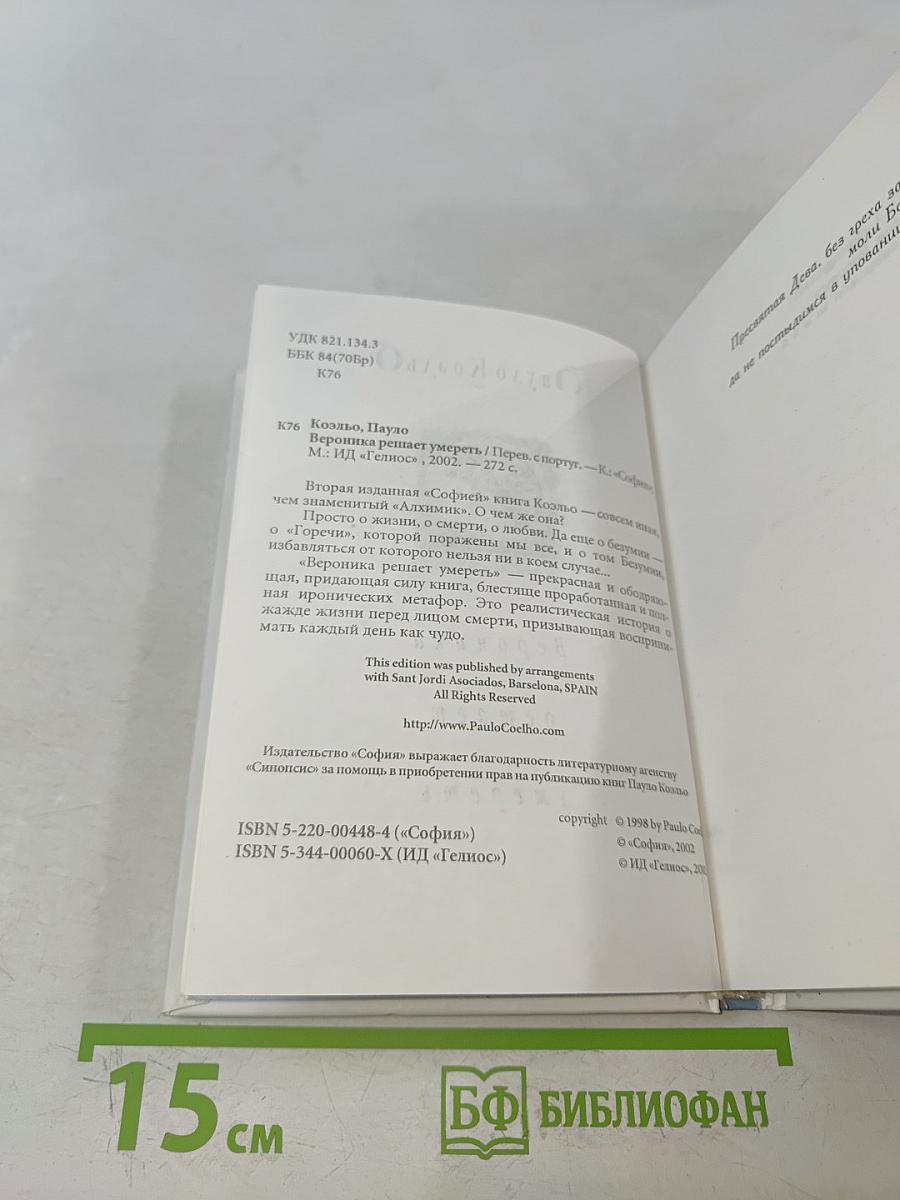 УДК 821.134.3
ББК 84(70Бр)
К76
К76 Коэльо, Пауло
Вероника решает умереть / Перев. с португ. — К.: «София»,
М.: ИД «Гелиос» , 2002. — 272 с.
Вторая изданная «Софией» книга Коэльо — совсем иная,
чем знаменитый «Алхимик». О чем же она?
Просто о жизни, о смерти, о любви. Да еще о безумии —
о «Горечи», которой поражены мы все, и о том Безумии,
избавляться от которого нельзя ни в коем случае...
«Вероника решает умереть» — прекрасная и ободряю-
щая, придающая силу книга, блестяще проработанная и пол-
ная иронических метафор. Это реалистическая история о
жажде жизни перед лицом смерти, призывающая восприни-
мать каждый день как чудо.
This edition was published by arrangements
with Sant Jordi Asociados, Barselona, SPAIN
All Rights Reserved
http://www.PauloCoelho.com
Издательство «София» выражает благодарность литературному агенству
«Синопсис» за помощь в приобретении прав на публикацию книг Пауло Коэльо
copyright © 1998 by Paulo
© «София», 2002
© ИД «Гелиос»,
ISBN 5-220-00448-4 («София»)
ISBN 5-344-00060-X (ИД «Гелиос»)
Пресвятая Дева, без греха
моли
да не постыдимся в
15 см
БФ БИБЛИОФАН